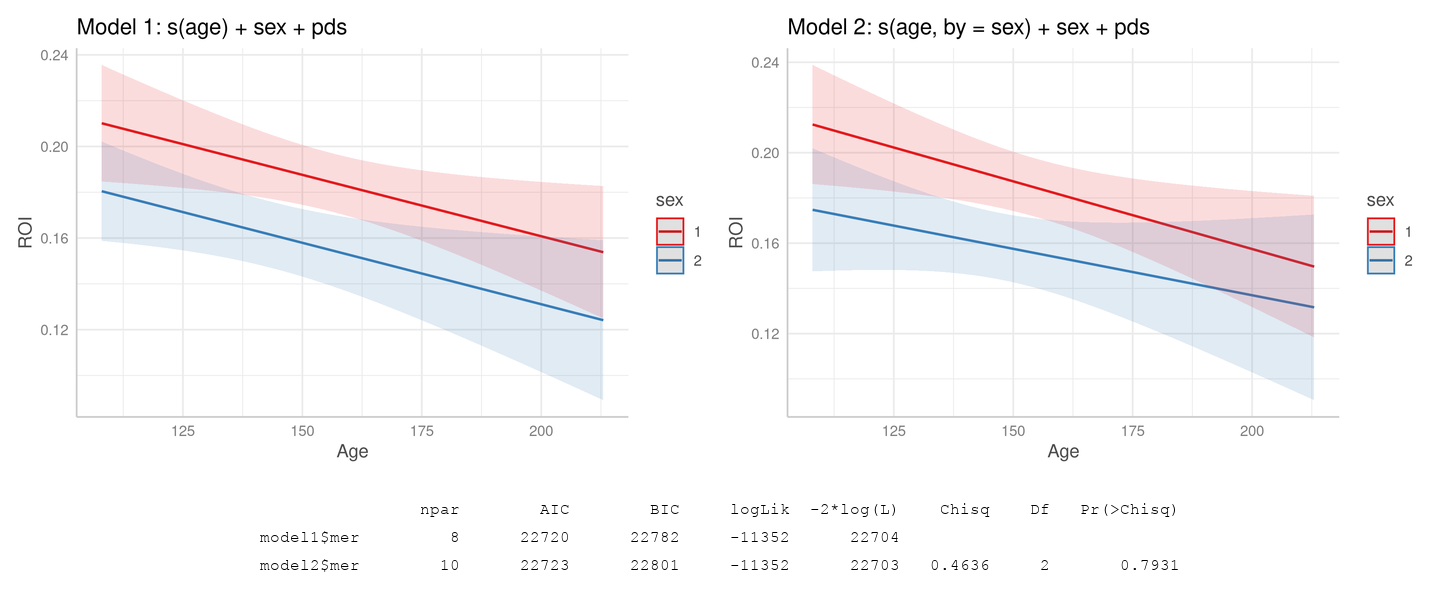 Model 1: s(age) + sex + pds
0.24
0.20
0.16
0.12
ROI
125 150 175 200
Age
sex
1
2
Model 2: s(age, by = sex) + sex + pds
0.24
0.20
0.16
0.12
ROI
125 150 175 200
Age
sex
1
2
npar AIC BIC logLik -2*log(L) Chisq Df Pr(>Chisq)
model1$mer 8 22720 22782 -11352 22704
model2$mer 10 22723 22801 -11352 22703 0.4636 2 0.7931